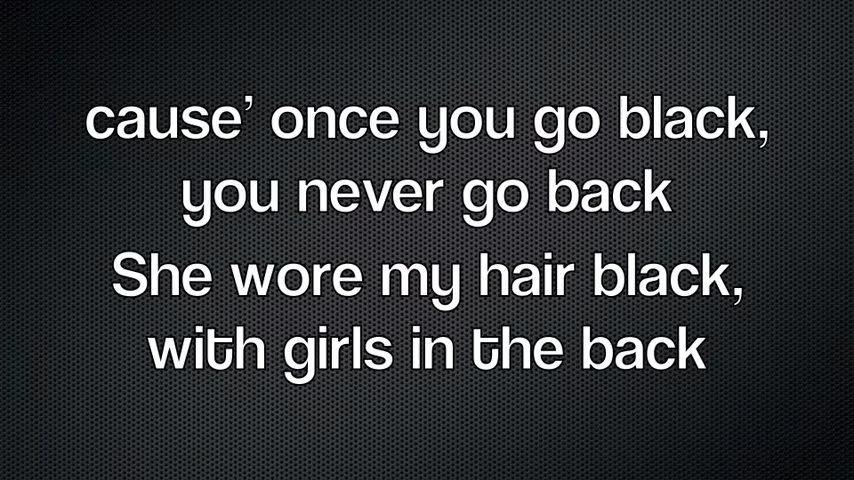 cause’ once you go black,
you never go back
She wore my hair black,
with girls in the back